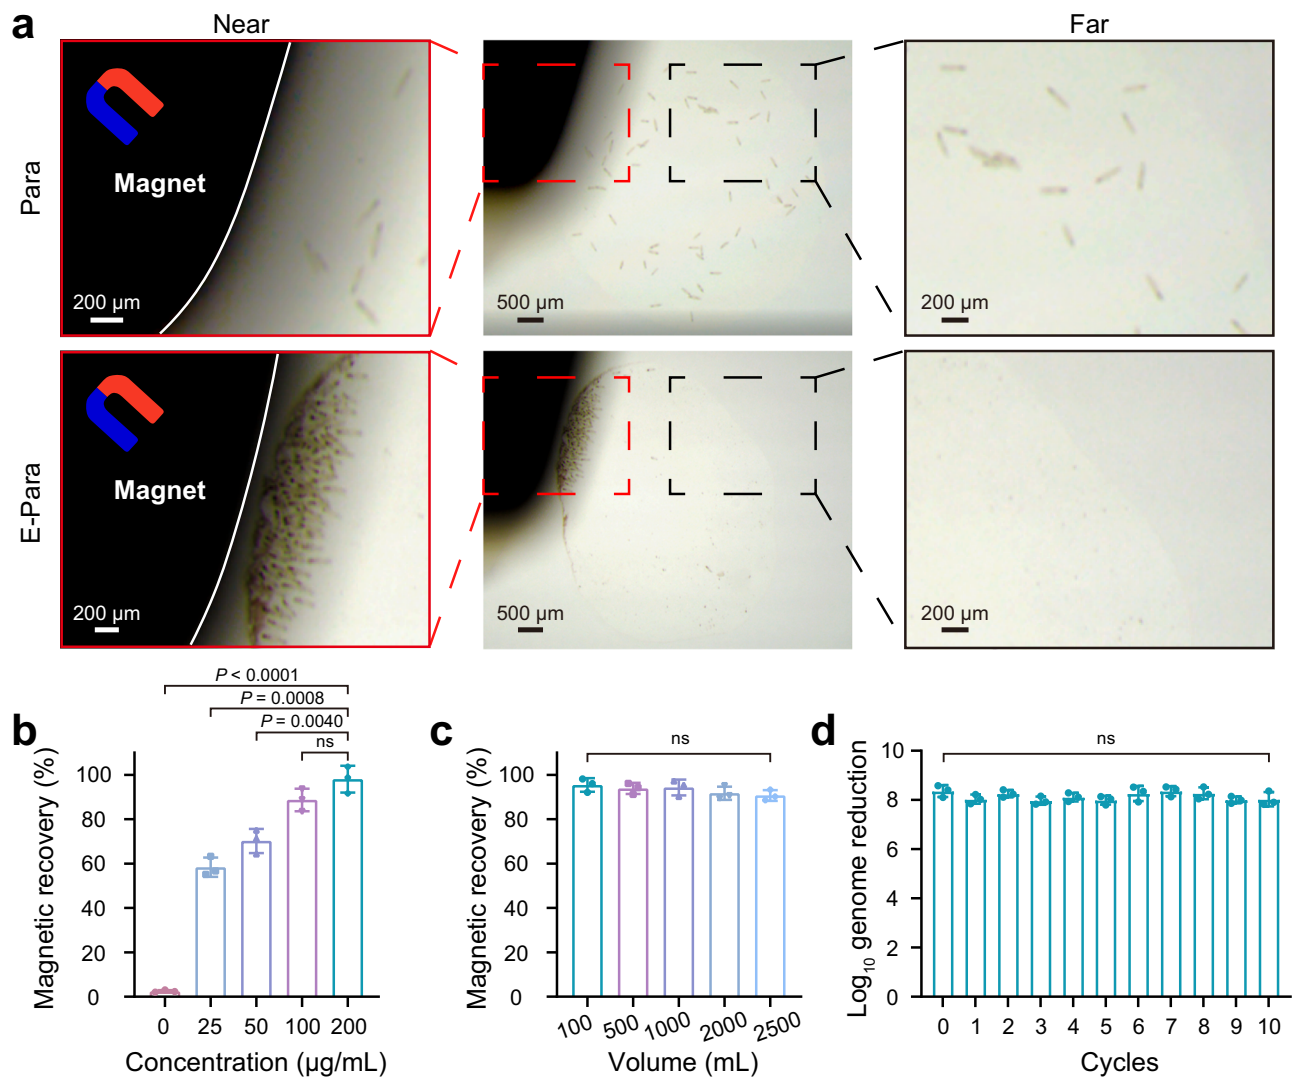 a
Near
Far
Para
Magnet
200 µm
500 µm
200 µm
E-Para
Magnet
200 µm
500 µm
200 µm
b
P < 0.0001
P = 0.0008
P = 0.0040
ns
Magnetic recovery (%)
100
80
60
40
20
0
0 25 50 100 200
Concentration (µg/mL)
c
ns
Magnetic recovery (%)
100
80
60
40
20
0
100 500 1000 2000 2500
Volume (mL)
d
ns
Log10 genome reduction
10
8
6
4
2
0
0 1 2 3 4 5 6 7 8 9 10
Cycles